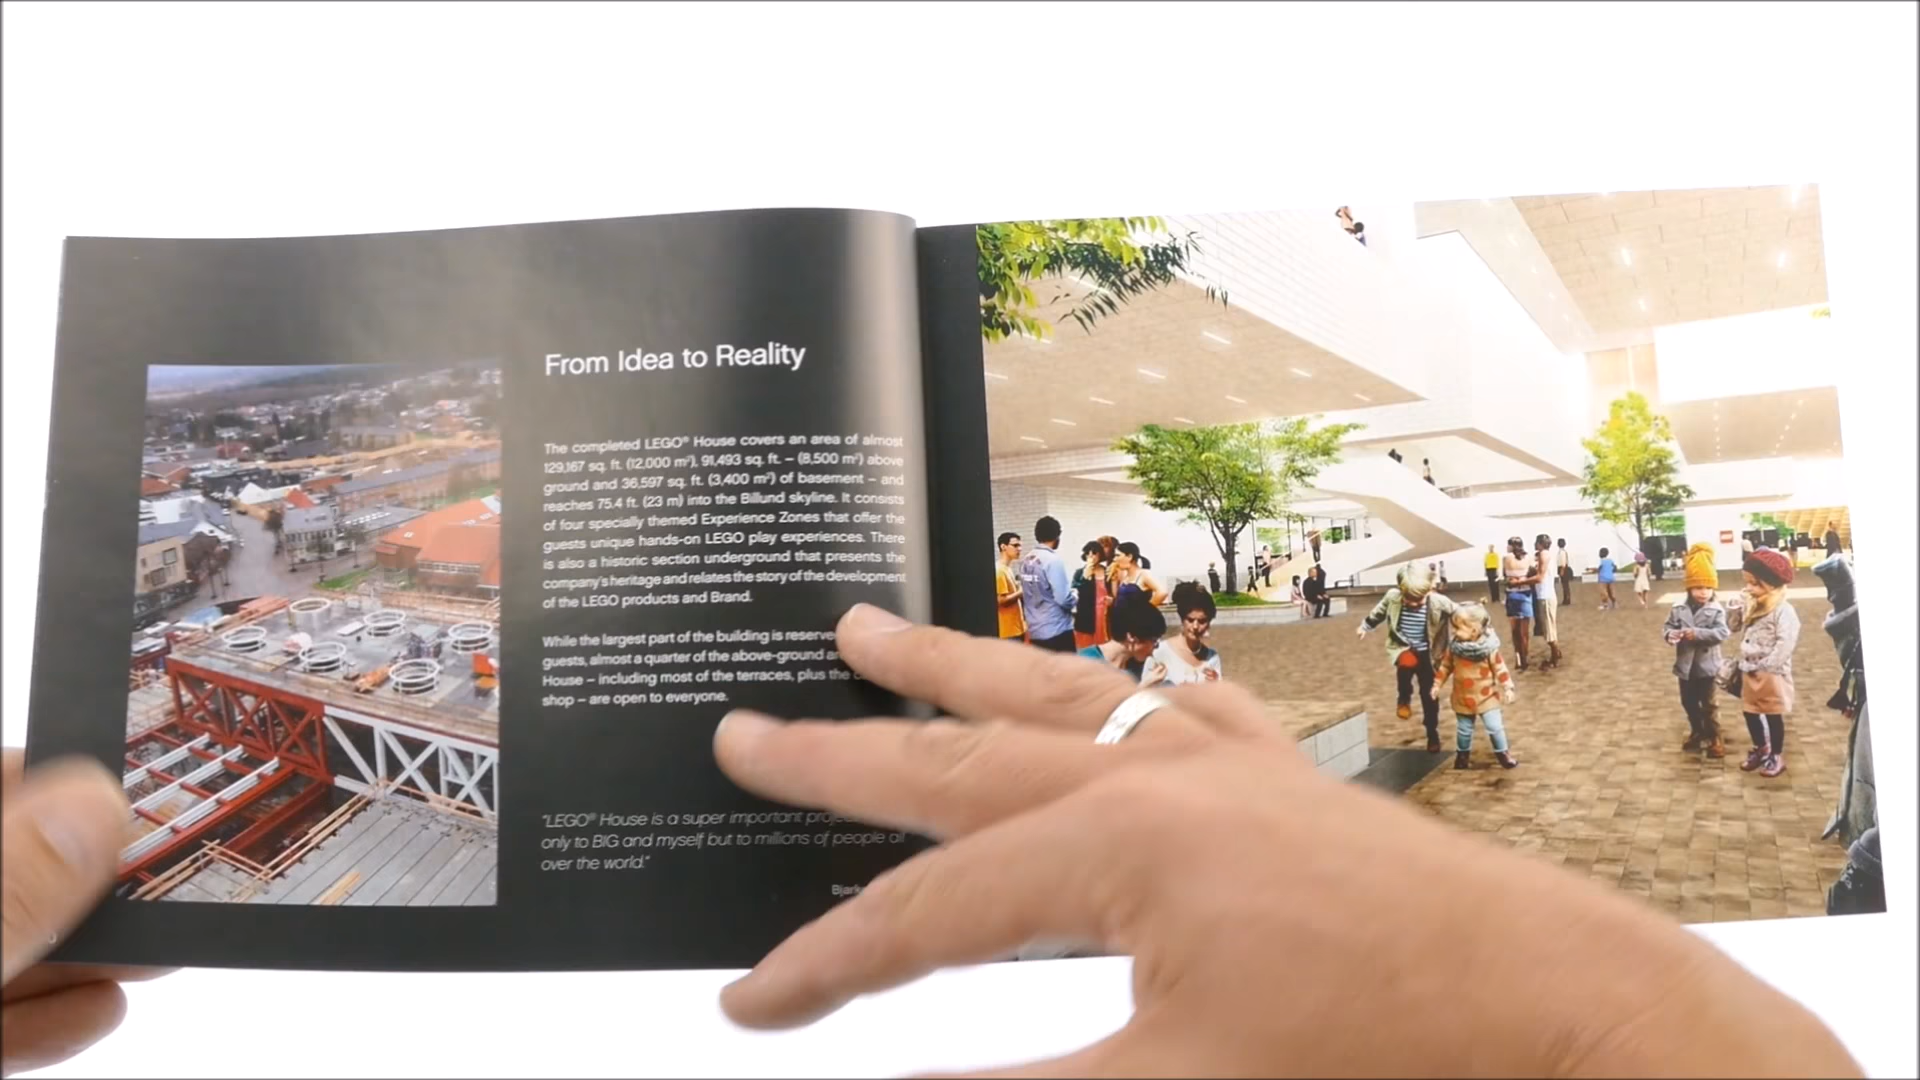 From Idea to Reality
The completed LEGO® House covers an area of almost
129,167 sq. ft. (12,000 m²), 91,493 sq. ft. – (8,500 m²) above
ground and 36,597 sq. ft. (3,400 m²) of basement – and
reaches 75.4 ft. (23 m) into the Billund skyline. It consists
of four specially themed Experience Zones that offer the
guests unique hands-on LEGO play experiences. There
is also a historic section underground that presents the
company's heritage and relates the story of the development
of the LEGO products and Brand.
While the largest part of the building is
guests, almost a quarter of the above-ground
House – including most of the terraces, plus the
shop – are open to everyone.
"LEGO® House is a super important
only to BIG and myself but to millions of people all
over the world."